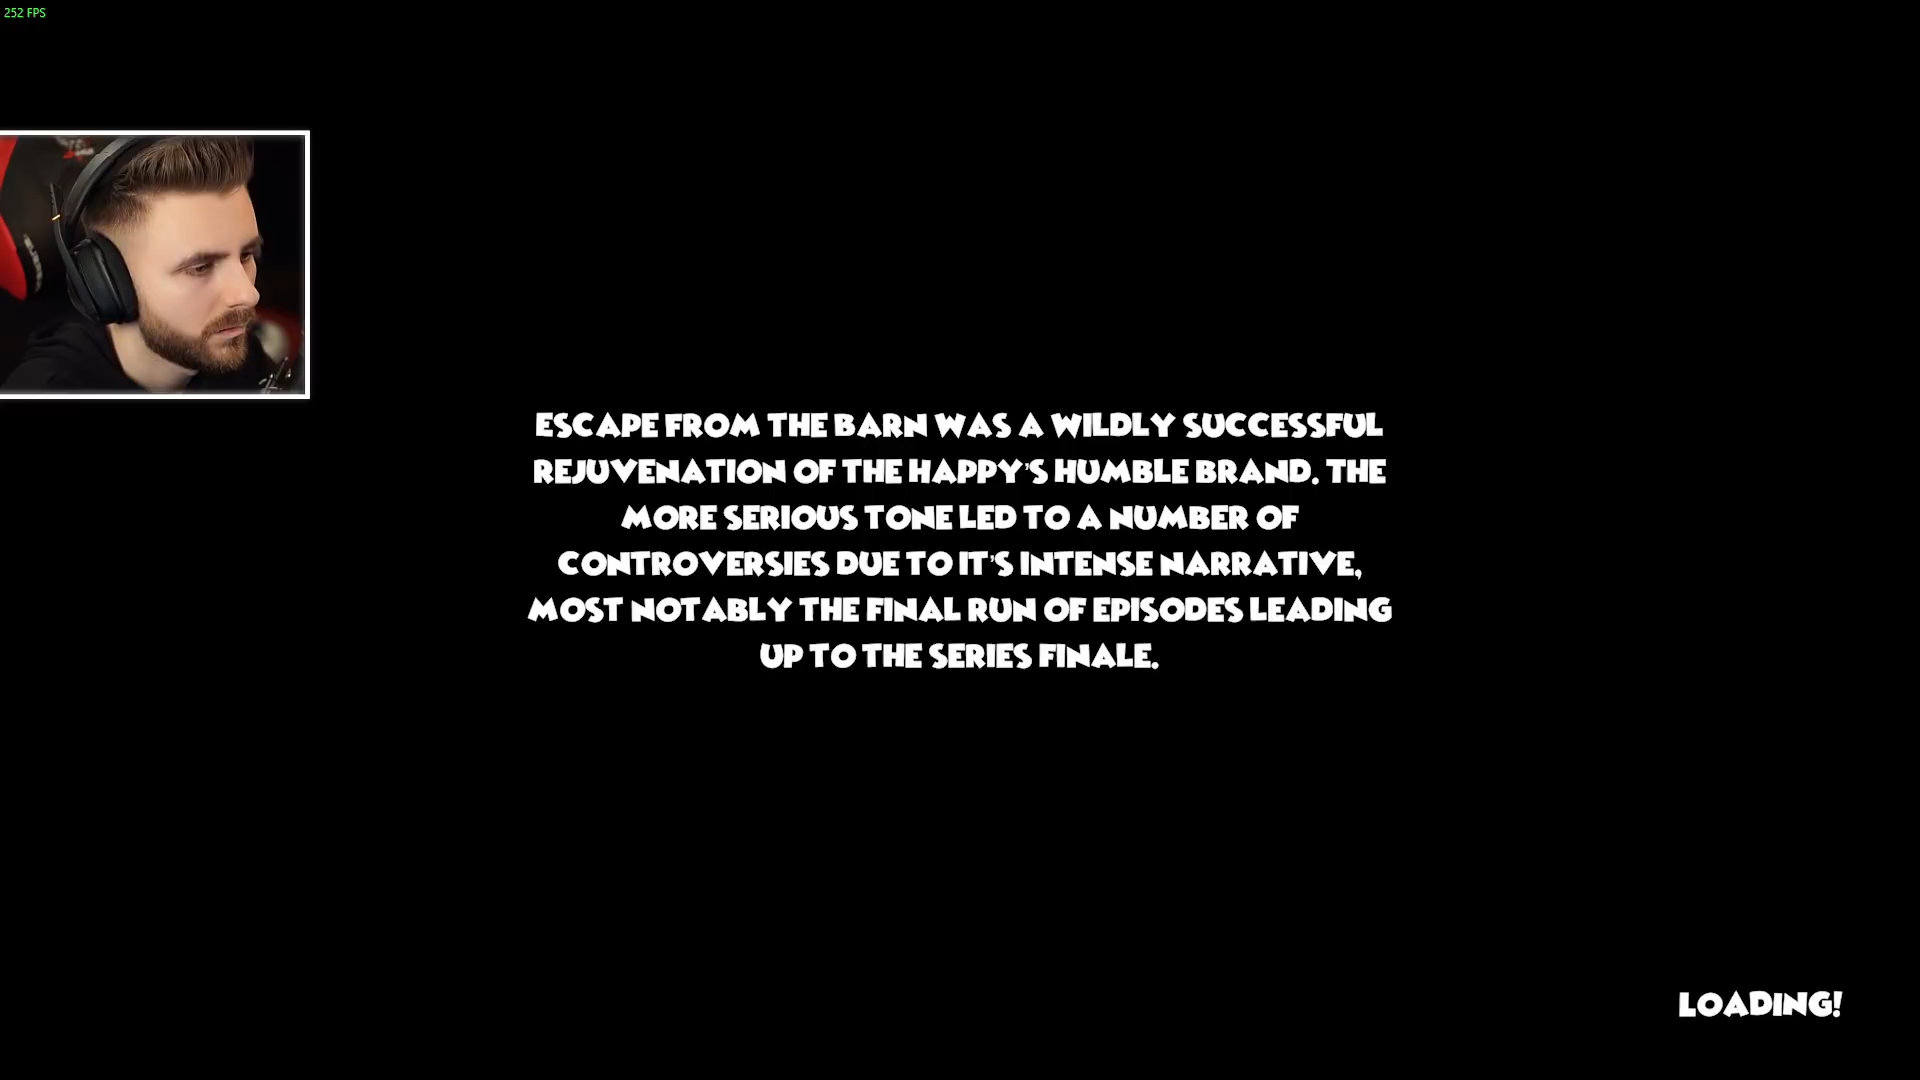 252 FPS
ESCAPE FROM THE BARN WAS A WILDLY SUCCESSFUL
REJUVENATION OF THE HAPPY'S HUMBLE BRAND. THE
MORE SERIOUS TONE LED TO A NUMBER OF
CONTROVERSIES DUE TO IT'S INTENSE NARRATIVE,
MOST NOTABLY THE FINAL RUN OF EPISODES LEADING
UP TO THE SERIES FINALE.
LOADING!